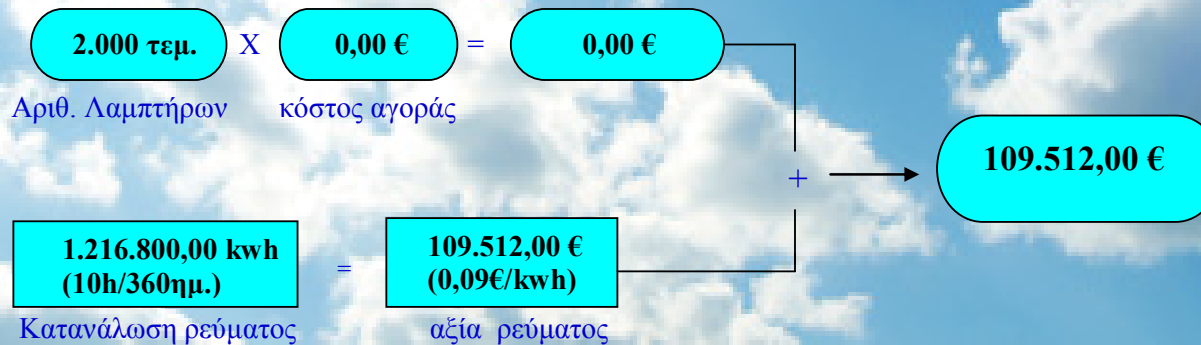 2.000 τεμ. X 0,00 € = 0,00 €
Αριθ. Λαμπτήρων κόστος αγοράς
109.512,00 €
+
1.216.800,00 kwh
(10h/360ημ.)
=
109.512,00 €
(0,09€/kwh)
Κατανάλωση ρεύματος αξία ρεύματος